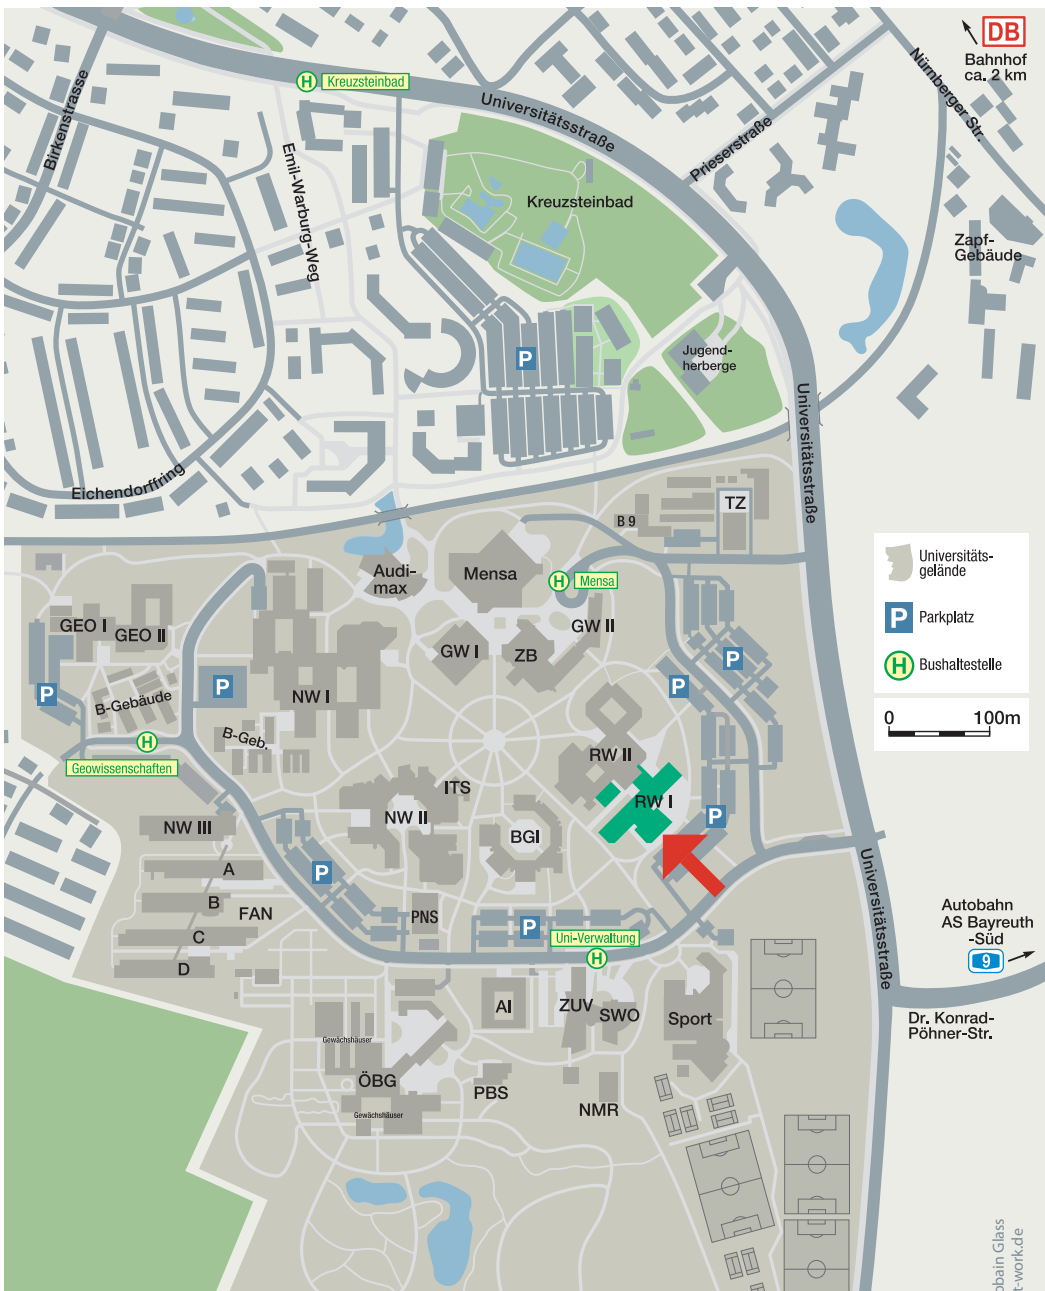 DB
Bahnhof
ca. 2 km
H Kreuzsteinbad
Universitätsstraße
Nürnberger Str.
Birkenstrasse
Emil-Warburg-Weg
Prieserstraße
Kreuzsteinbad
Zapf-
Gebäude
P
Jugend-
herberge
Universitätsstraße
Eichendorffring
TZ
B 9
Audi-
max
Mensa
H Mensa
Universitäts-
gelände
P Parkplatz
H Bushaltestelle
0 100m
GEO I
GEO II
GW II
GW I
ZB
P
P
P
P
B-Gebäude
NW I
B-Geb.
H
Geowissenschaften
RW II
ITS
RW I
NW II
BGI
P
NW III
A
P
B
FAN
C
D
PNS
P
Uni-Verwaltung
H
Universitätsstraße
Autobahn
AS Bayreuth
-Süd
9
Dr. Konrad-
Pöhner-Str.
AI
ZUV
SWO
Sport
Gewächshäuser
ÖBG
PBS
NMR
Gewächshäuser
obain Glass
t-work.de